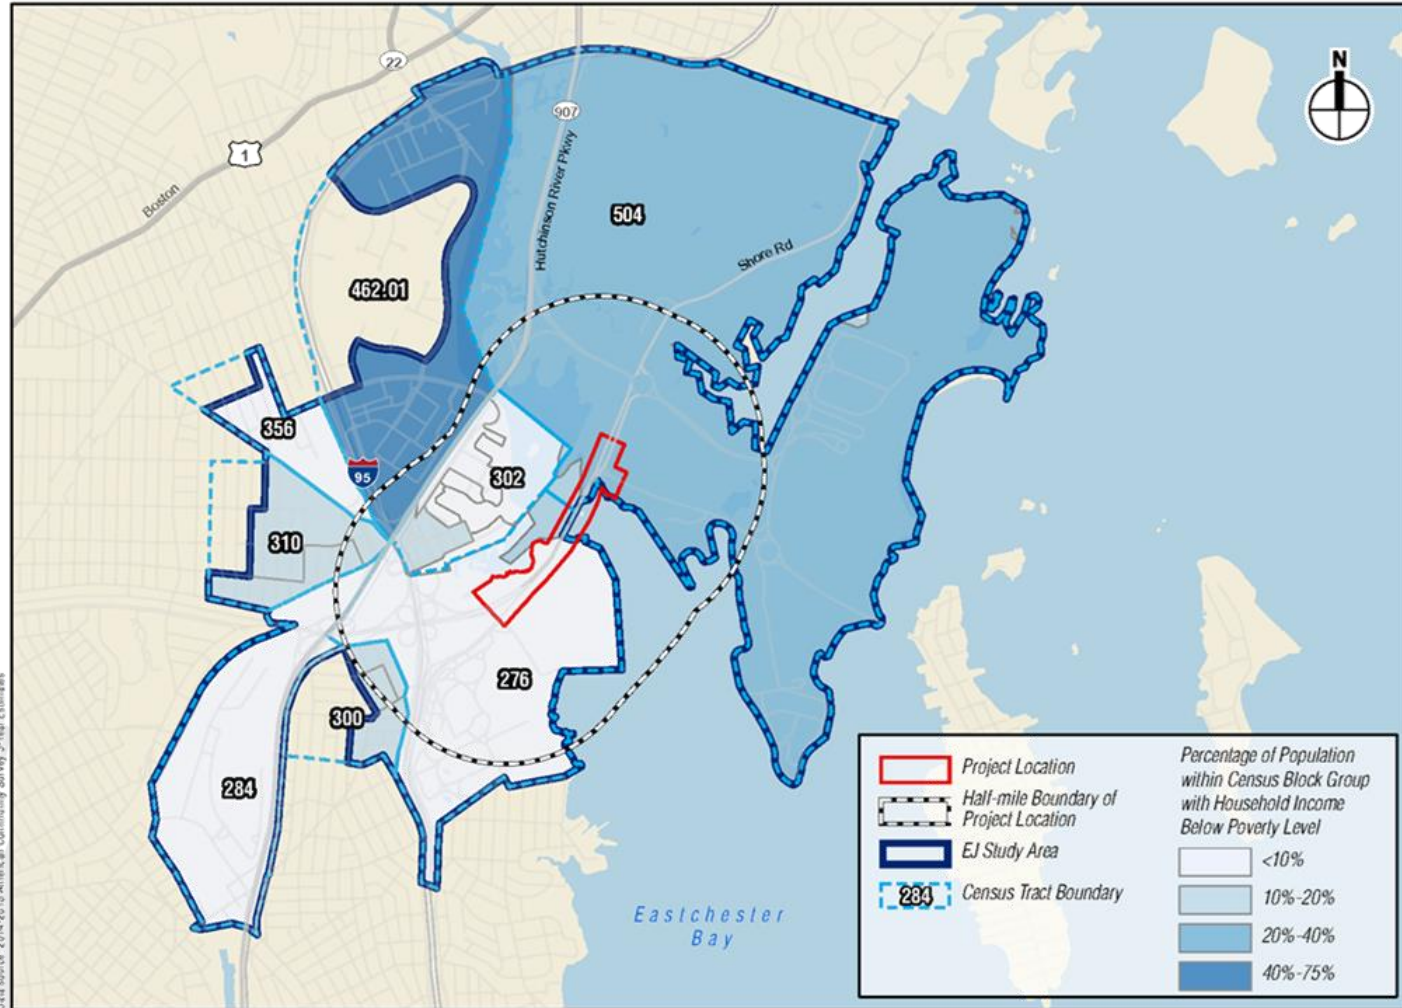 N
22
907
1
Boston
Hutchinson River Pkwy
504
Shore Rd
462.01
356
95
302
310
276
300
284
Eastchester
Bay
Project Location
Half-mile Boundary of
Project Location
EJ Study Area
284
Census Tract Boundary
Percentage of Population
within Census Block Group
with Household Income
Below Poverty Level
<10%
10%-20%
20%-40%
40%-75%